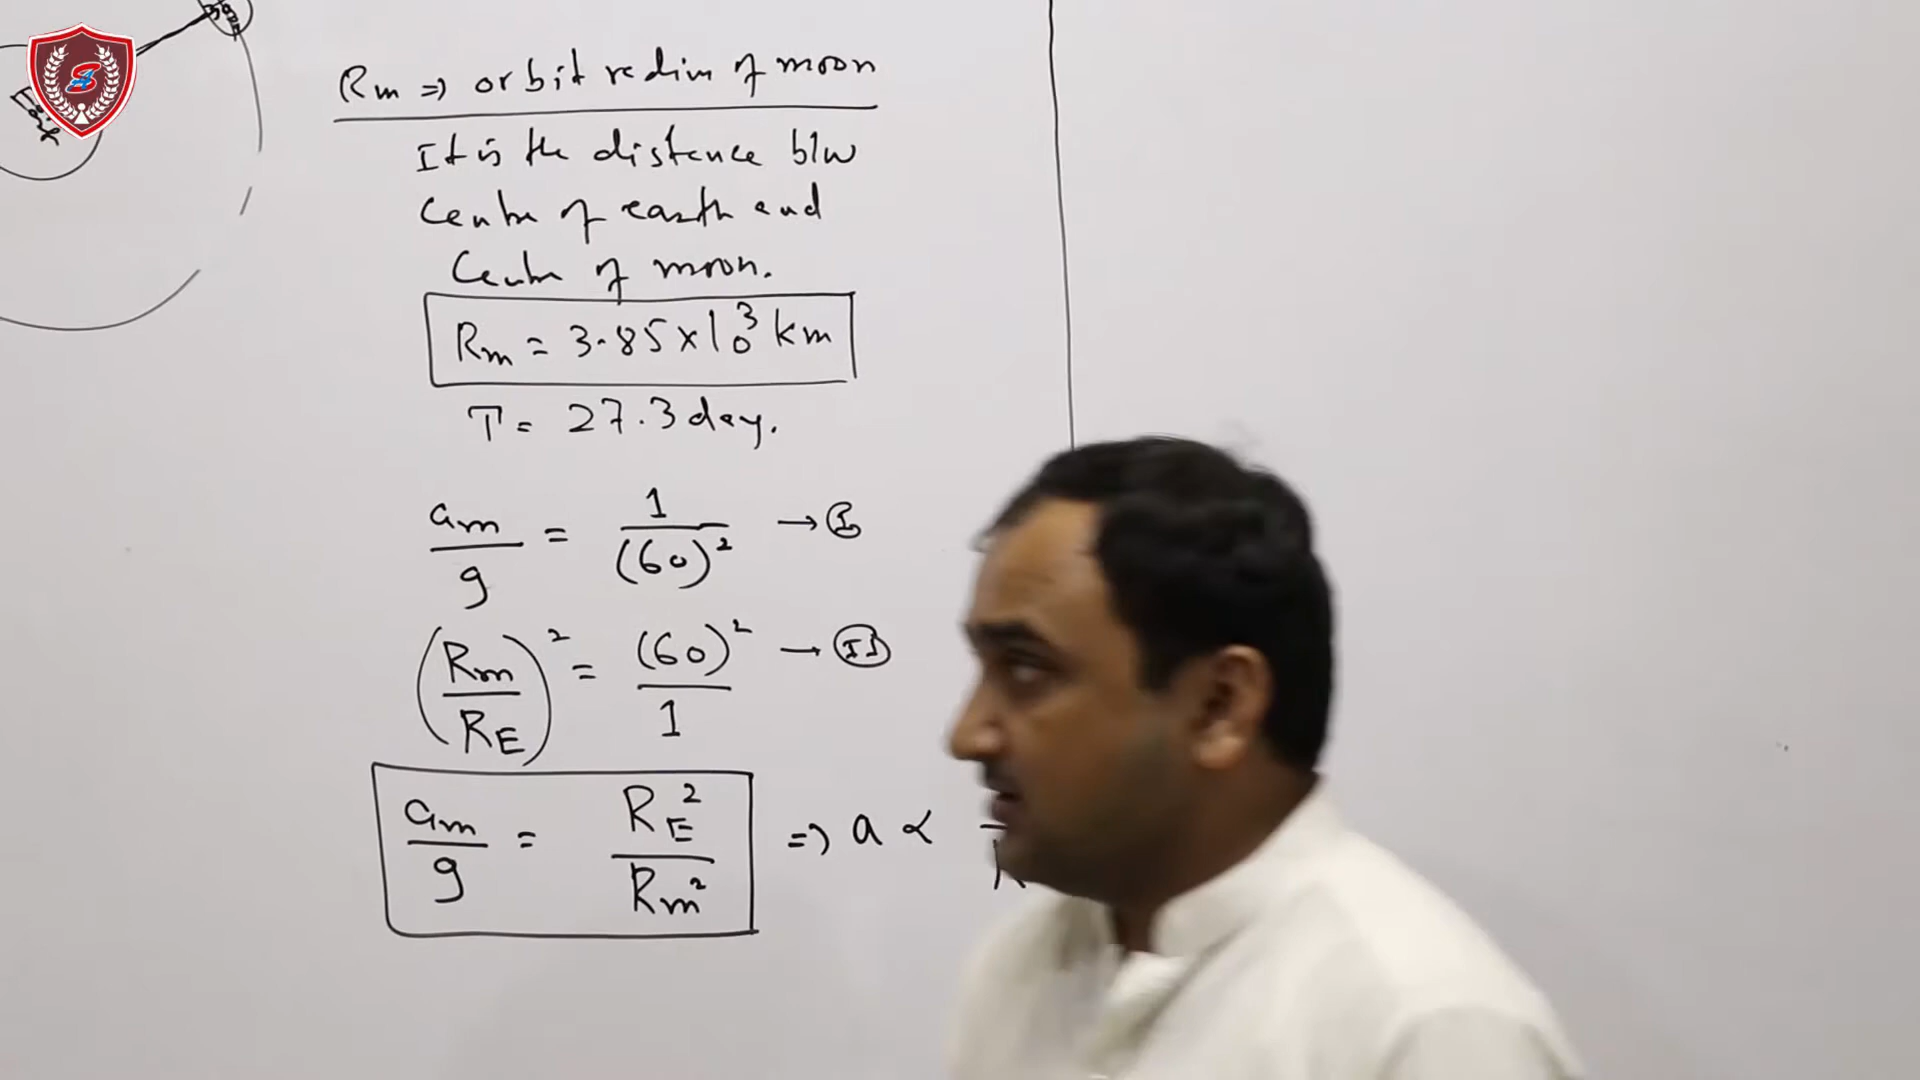 Rm => orbit radius of moon
It is the distance b/w
Centre of earth and
Centre of moon.
Rm = 3.85×10³ km
T = 27.3 day.
am/g = 1/(60)² → I
(Rm/RE)² = (60)²/1 → II
am/g = RE²/Rm² => a ∝